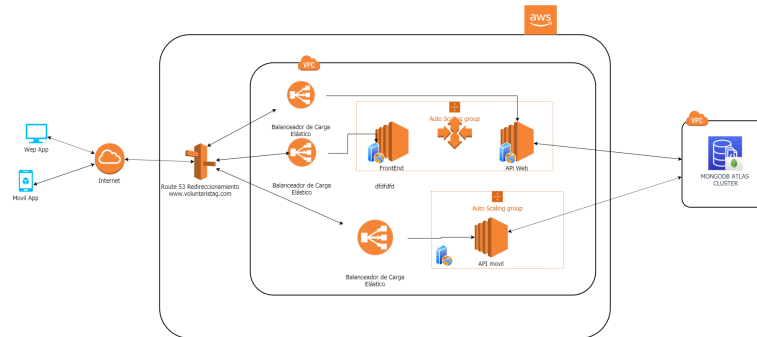 aws
VPC
Balanceador de Carga
Elástico
Auto Scaling group
VPC
Wep App
Internet
Route 53 Redireccionamiento
www.voluntaristag.com
Balanceador de Carga
Elástico
FrontEnd
dfdfdfd
APi Web
MONGODB ATLAS
CLUSTER
Movil App
Auto Scaling group
API movil
Balanceador de Carga
Elástico